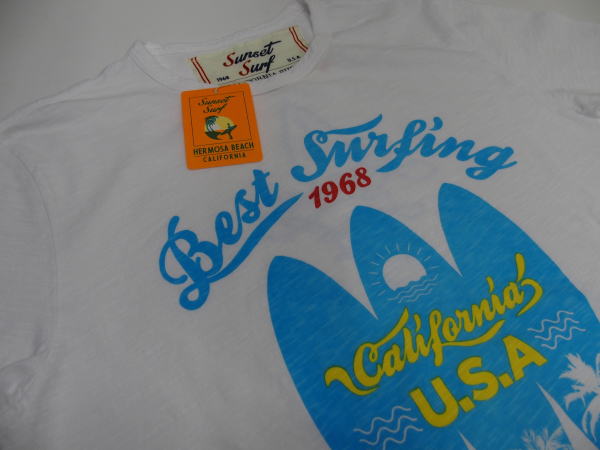 Sunset
Surf
1968 U.S.A
Sunset
Surf
HERMOSA BEACH
CALIFORNIA
Best Surfing
1968
California
U.S.A